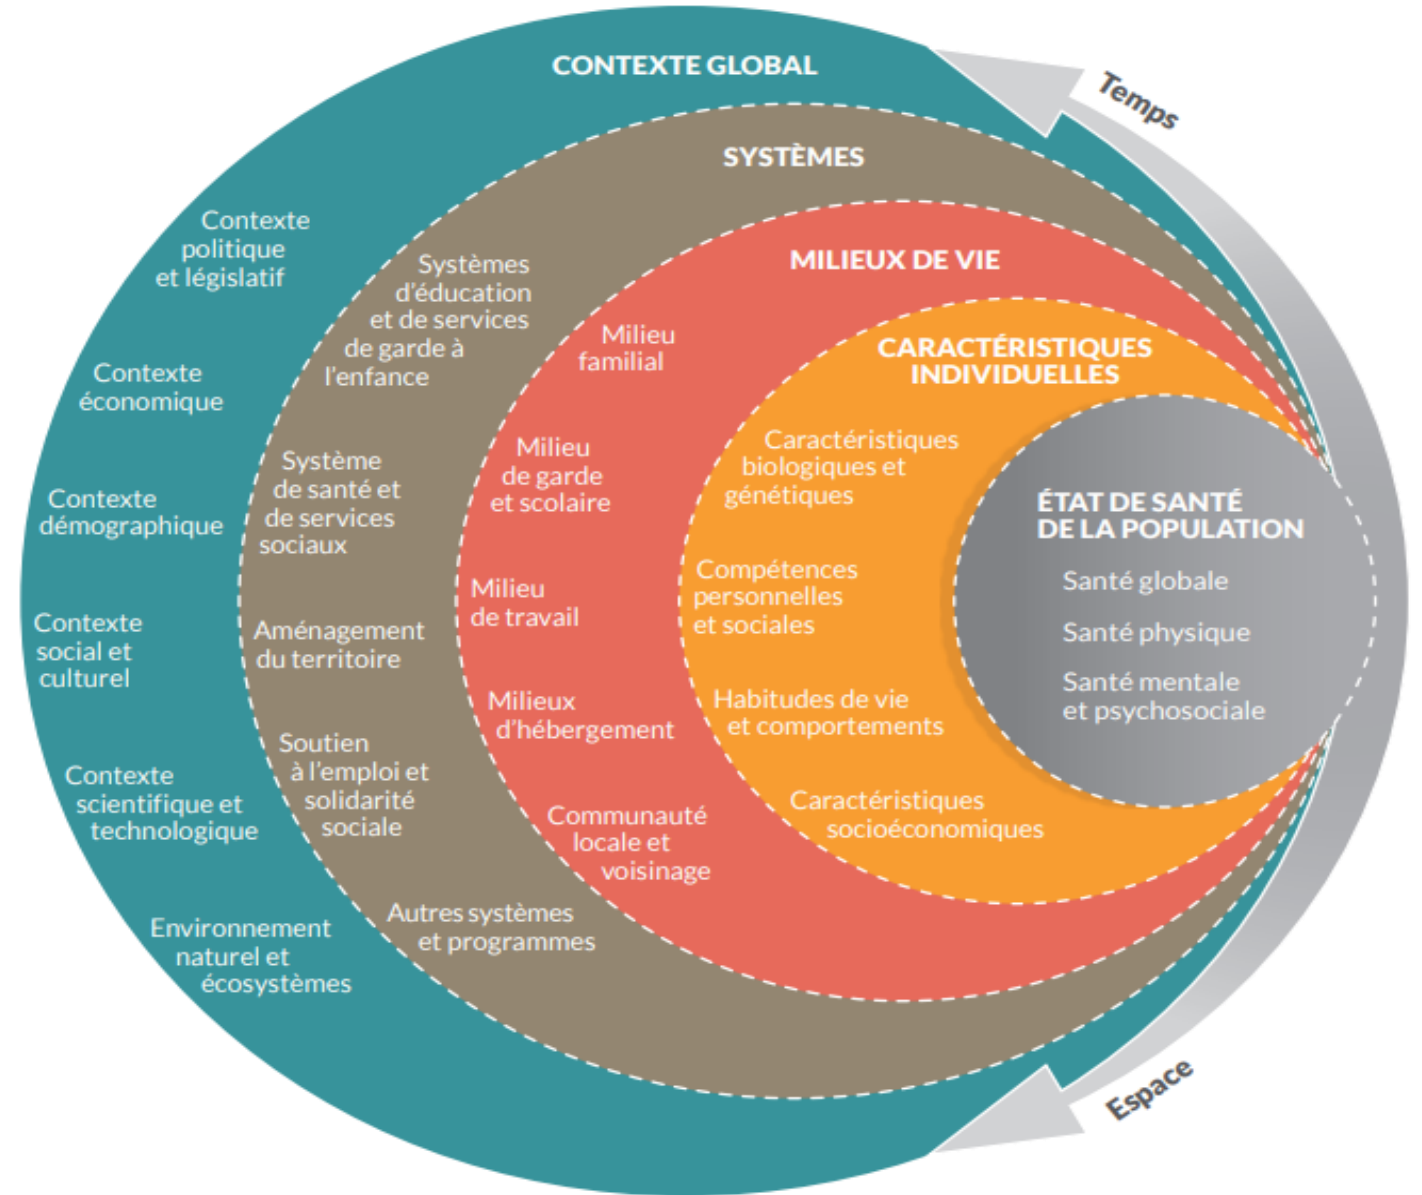 CONTEXTE GLOBAL
Temps
SYSTÈMES
MILIEUX DE VIE
CARACTÉRISTIQUES
INDIVIDUELLES
ÉTAT DE SANTÉ
DE LA POPULATION
Santé globale
Santé physique
Santé mentale
et psychosociale
Contexte
politique
et législatif
Contexte
économique
Contexte
démographique
Contexte
social et
culturel
Contexte
scientifique et
technologique
Environnement
naturel et
écosystèmes
Systèmes
d'éducation
et de services
de garde à
l'enfance
Système
de santé et
de services
sociaux
Aménagement
du territoire
Soutien
à l'emploi et
solidarité
sociale
Autres systèmes
et programmes
Milieu
familial
Milieu
de garde
et scolaire
Milieu
de travail
Milieux
d'hébergement
Communauté
locale et
voisinage
Caractéristiques
biologiques et
génétiques
Compétences
personnelles
et sociales
Habitudes de vie
et comportements
Caractéristiques
socioéconomiques
Espace